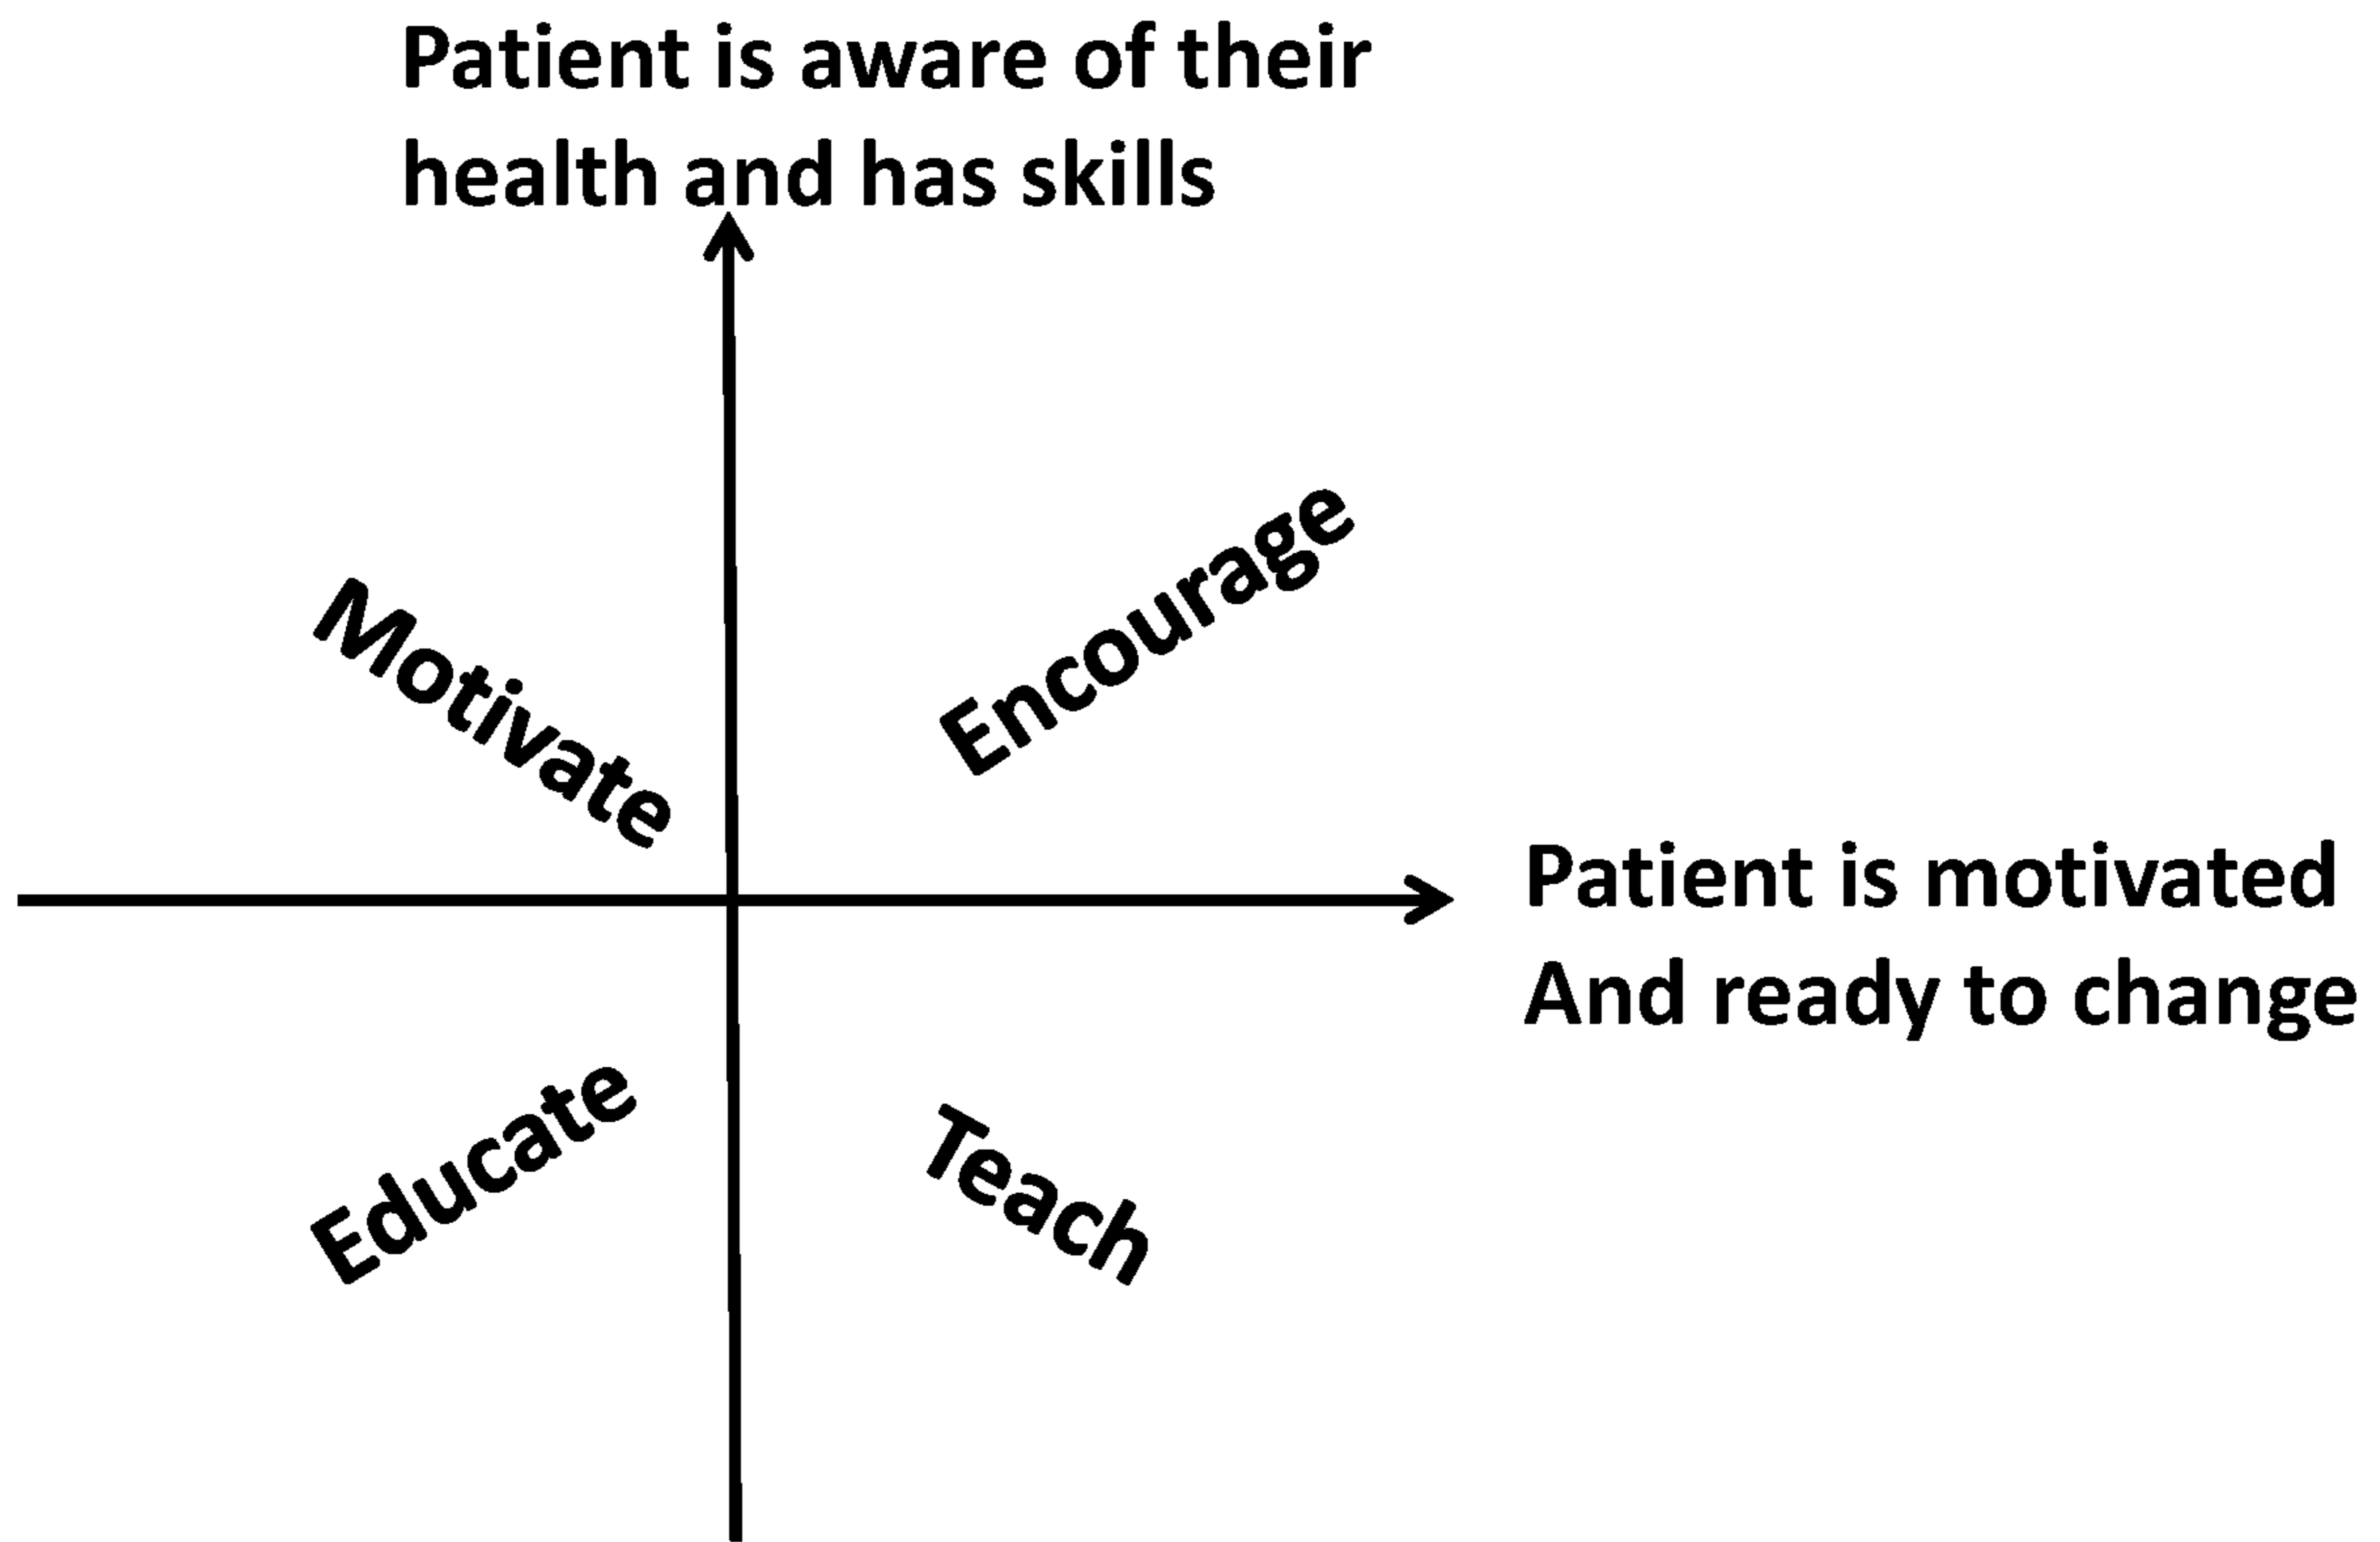 Patient is aware of their
health and has skills
Motivate
Encourage
Patient is motivated
And ready to change
Educate
Teach